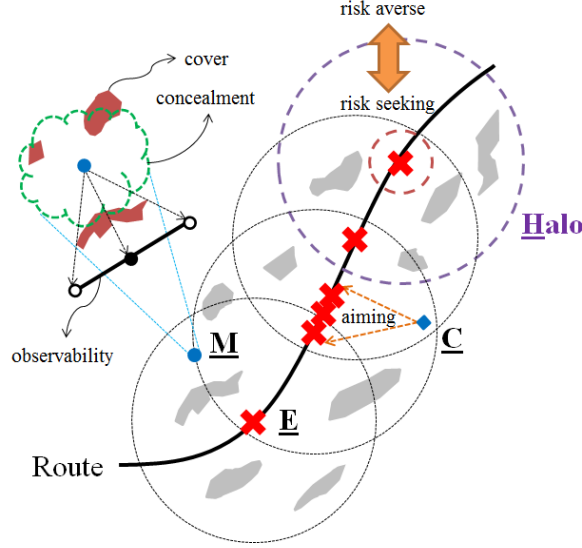 risk averse
risk seeking
cover
concealment
Halo
aiming
C
observability
M
E
Route